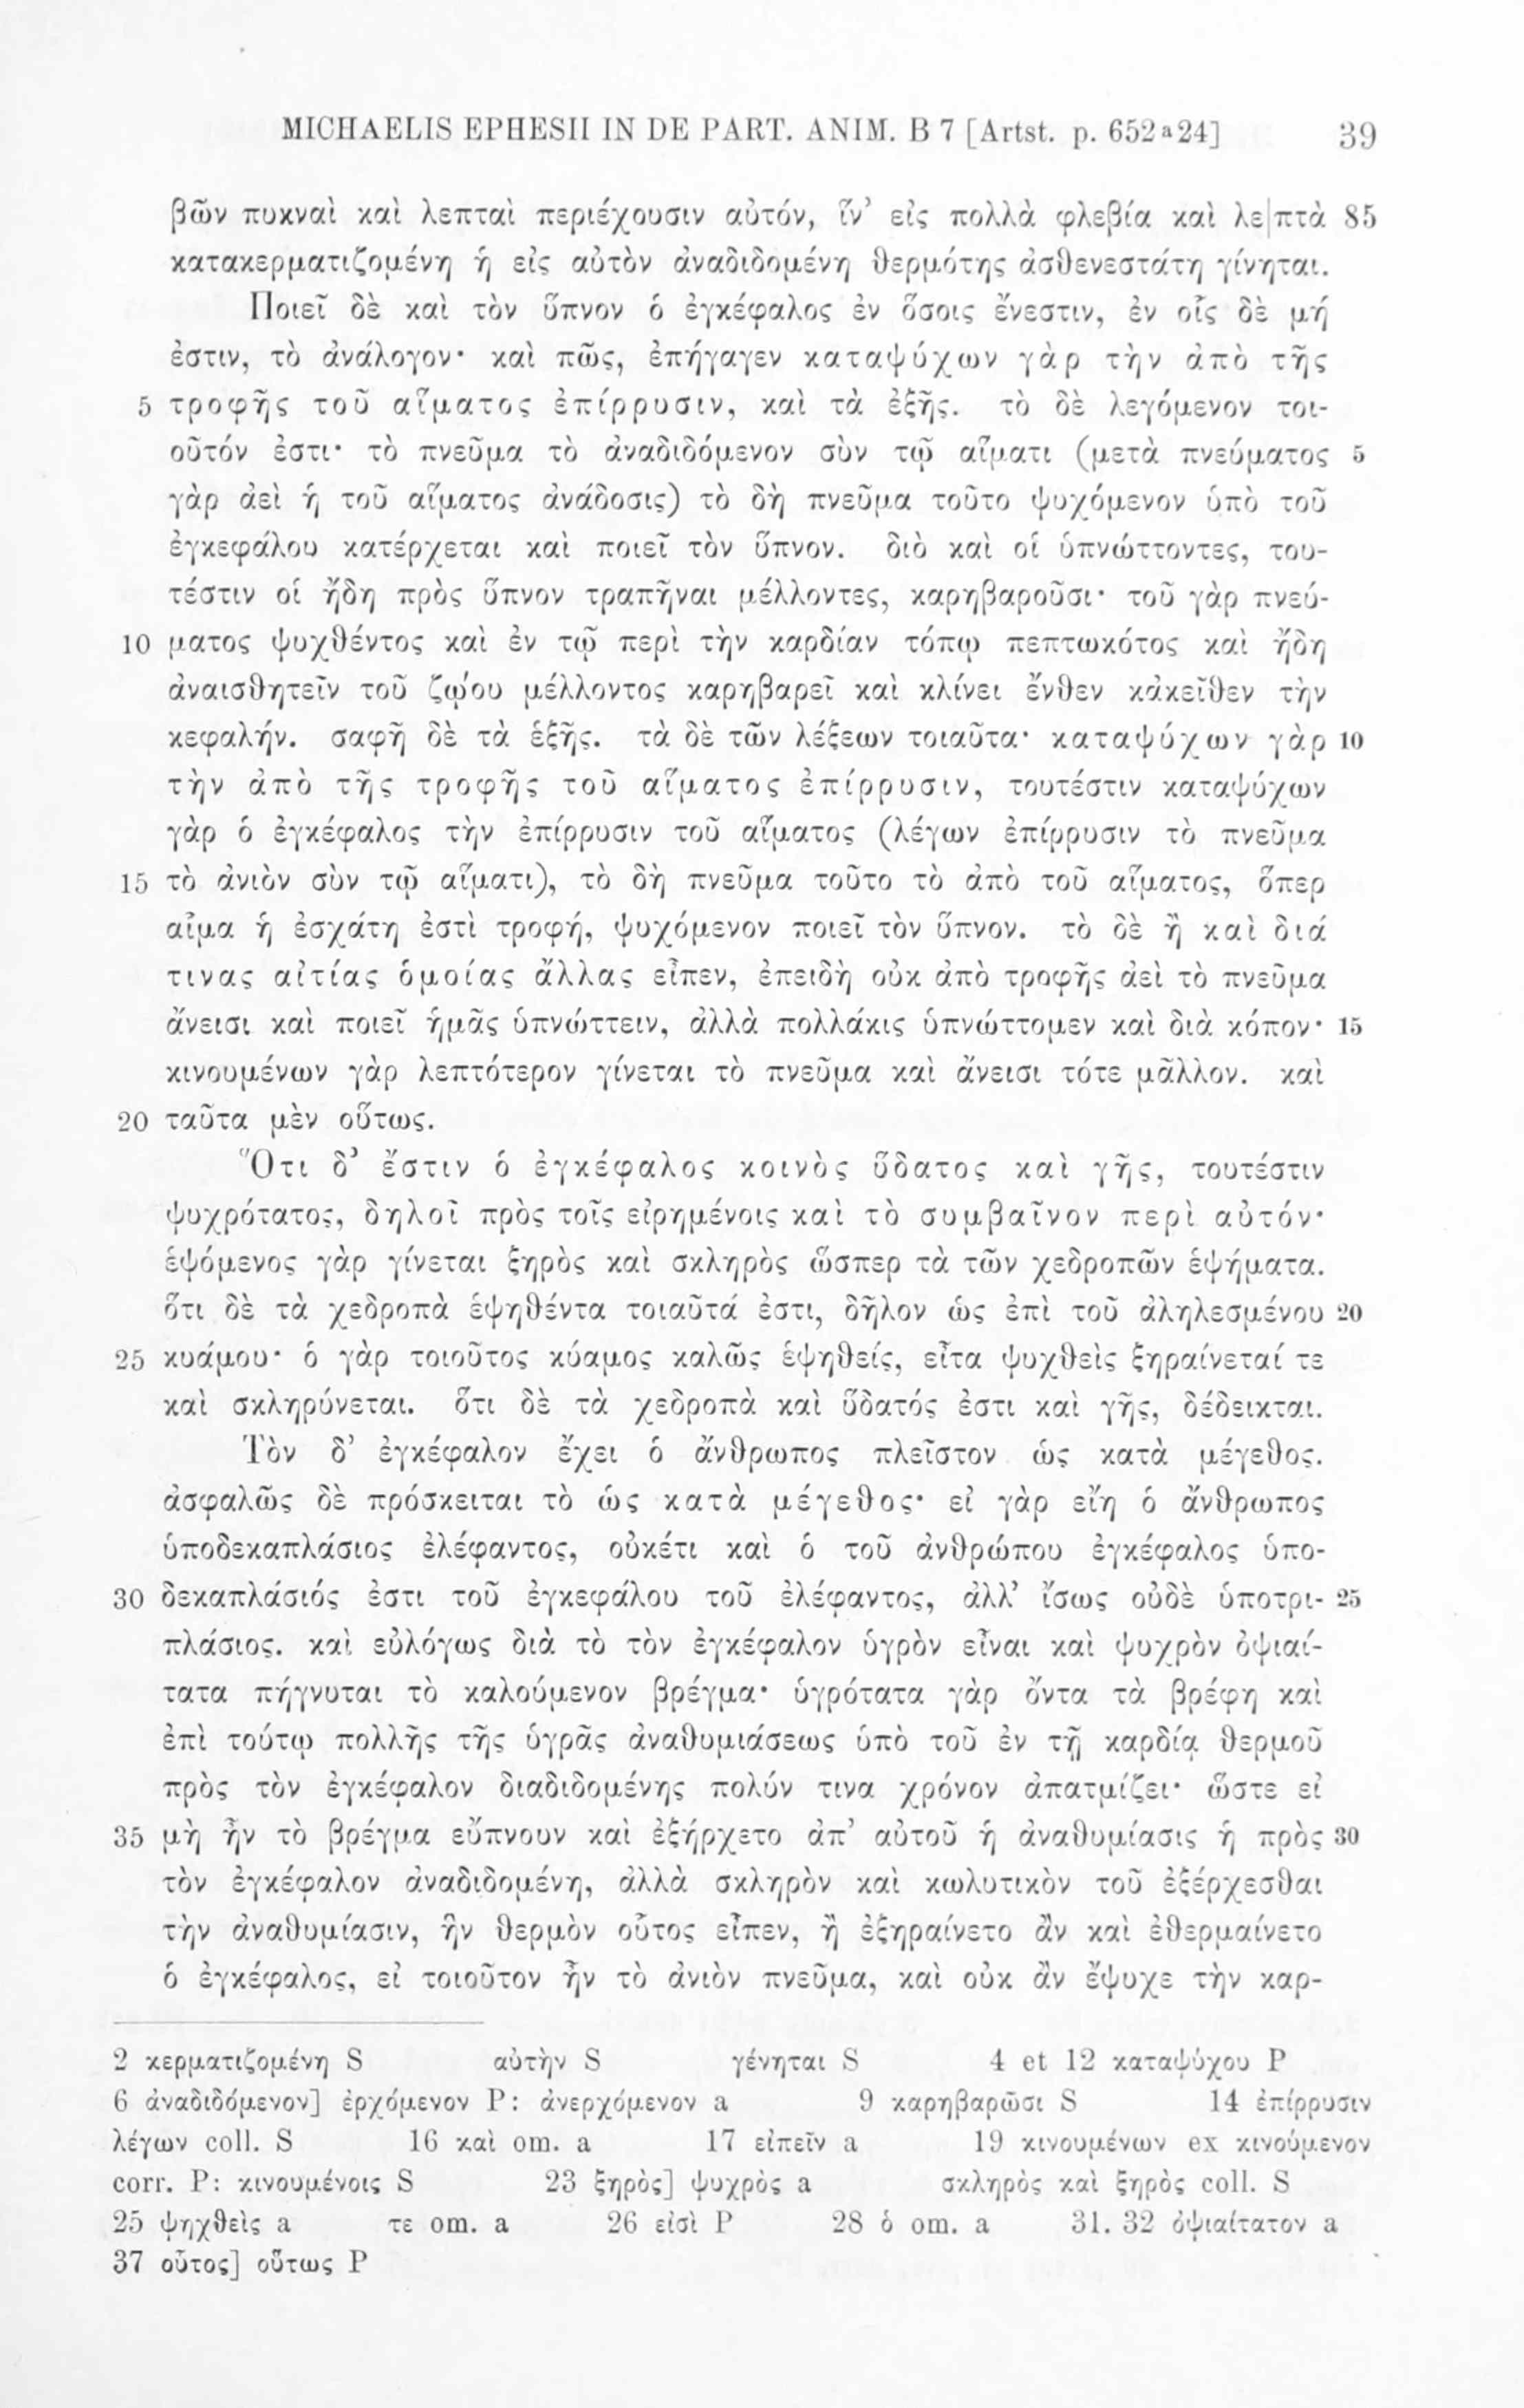 MICHAELIS EPHESII IN DE PART. ANIM. B 7 [Artst. p. 652ᵃ24] 39
βῶν πυκναὶ καὶ λεπταὶ περιέχουσιν αὐτόν, ἵν’ εἰς πολλὰ φλεβία καὶ λε|πτὰ 85
κατακερματιζομένη ἡ εἰς αὐτὸν ἀναδιδομένη θερμότης ἀσθενεστάτη γίνηται.
Ποιεῖ δὲ καὶ τὸν ὕπνον ὁ ἐγκέφαλος ἐν ὅσοις ἔνεστιν, ἐν οἷς δὲ μή
ἐστιν, τὸ ἀνάλογον· καὶ πῶς, ἐπήγαγεν καταψύχων γὰρ τὴν ἀπὸ τῆς
5 τροφῆς τοῦ αἵματος ἐπίρρυσιν, καὶ τὰ ἑξῆς. τὸ δὲ λεγόμενον τοι-
οῦτόν ἐστι· τὸ πνεῦμα τὸ ἀναδιδόμενον σὺν τῷ αἵματι (μετὰ πνεύματος 5
γὰρ ἀεὶ ἡ τοῦ αἵματος ἀνάδοσις) τὸ δὴ πνεῦμα τοῦτο ψυχόμενον ὑπὸ τοῦ
ἐγκεφάλου κατέρχεται καὶ ποιεῖ τὸν ὕπνον. διὸ καὶ οἱ ὑπνώττοντες, του-
τέστιν οἱ ἤδη πρὸς ὕπνον τραπῆναι μέλλοντες, καρηβαροῦσι· τοῦ γὰρ πνεύ-
10 ματος ψυχθέντος καὶ ἐν τῷ περὶ τὴν καρδίαν τόπῳ πεπτωκότος καὶ ἤδη
ἀναισθητεῖν τοῦ ζῴου μέλλοντος καρηβαρεῖ καὶ κλίνει ἔνθεν κἀκεῖθεν τὴν
κεφαλήν. σαφῆ δὲ τὰ ἑξῆς. τὰ δὲ τῶν λέξεων τοιαῦτα· καταψύχων γὰρ 10
τὴν ἀπὸ τῆς τροφῆς τοῦ αἵματος ἐπίρρυσιν, τουτέστιν καταψύχων
γὰρ ὁ ἐγκέφαλος τὴν ἐπίρρυσιν τοῦ αἵματος (λέγων ἐπίρρυσιν τὸ πνεῦμα
15 τὸ ἀνιὸν σὺν τῷ αἵματι), τὸ δὴ πνεῦμα τοῦτο τὸ ἀπὸ τοῦ αἵματος, ὅπερ
αἷμα ἡ ἐσχάτη ἐστὶ τροφή, ψυχόμενον ποιεῖ τὸν ὕπνον. τὸ δὲ ἢ καὶ διά
τινας αἰτίας ὁμοίας ἄλλας εἶπεν, ἐπειδὴ οὐκ ἀπὸ τροφῆς ἀεὶ τὸ πνεῦμα
ἄνεισι καὶ ποιεῖ ἡμᾶς ὑπνώττειν, ἀλλὰ πολλάκις ὑπνώττομεν καὶ διὰ κόπον· 15
κινουμένων γὰρ λεπτότερον γίνεται τὸ πνεῦμα καὶ ἄνεισι τότε μᾶλλον. καὶ
20 ταῦτα μὲν οὕτως.
Ὅτι δ’ ἔστιν ὁ ἐγκέφαλος κοινὸς ὕδατος καὶ γῆς, τουτέστιν
ψυχρότατος, δηλοῖ πρὸς τοῖς εἰρημένοις καὶ τὸ συμβαῖνον περὶ αὐτόν·
ἑψόμενος γὰρ γίνεται ξηρὸς καὶ σκληρὸς ὥσπερ τὰ τῶν χεδροπῶν ἑψήματα.
ὅτι δὲ τὰ χεδροπὰ ἑψηθέντα τοιαῦτά ἐστι, δῆλον ὡς ἐπὶ τοῦ ἀληλεσμένου 20
25 κυάμου· ὁ γὰρ τοιοῦτος κύαμος καλῶς ἑψηθείς, εἶτα ψυχθεὶς ξηραίνεταί τε
καὶ σκληρύνεται. ὅτι δὲ τὰ χεδροπὰ καὶ ὕδατός ἐστι καὶ γῆς, δέδεικται.
Τὸν δ’ ἐγκέφαλον ἔχει ὁ ἄνθρωπος πλεῖστον ὡς κατὰ μέγεθος.
ἀσφαλῶς δὲ πρόσκειται τὸ ὡς κατὰ μέγεθος· εἰ γὰρ εἴη ὁ ἄνθρωπος
ὑποδεκαπλάσιος ἐλέφαντος, οὐκέτι καὶ ὁ τοῦ ἀνθρώπου ἐγκέφαλος ὑπο-
30 δεκαπλάσιός ἐστι τοῦ ἐγκεφάλου τοῦ ἐλέφαντος, ἀλλ’ ἴσως οὐδὲ ὑποτρι- 25
πλάσιος. καὶ εὐλόγως διὰ τὸ τὸν ἐγκέφαλον ὑγρὸν εἶναι καὶ ψυχρὸν ὀψιαί-
τατα πήγνυται τὸ καλούμενον βρέγμα· ὑγρότατα γὰρ ὄντα τὰ βρέφη καὶ
ἐπὶ τούτῳ πολλῆς τῆς ὑγρᾶς ἀναθυμιάσεως ὑπὸ τοῦ ἐν τῇ καρδίᾳ θερμοῦ
πρὸς τὸν ἐγκέφαλον διαδιδομένης πολύν τινα χρόνον ἀπατμίζει· ὥστε εἰ
35 μὴ ἦν τὸ βρέγμα εὔπνουν καὶ ἐξήρχετο ἀπ’ αὐτοῦ ἡ ἀναθυμίασις ἡ πρὸς 30
τὸν ἐγκέφαλον ἀναδιδομένη, ἀλλὰ σκληρὸν καὶ κωλυτικὸν τοῦ ἐξέρχεσθαι
τὴν ἀναθυμίασιν, ἣν θερμὸν οὗτος εἶπεν, ἢ ἐξηραίνετο ἂν καὶ ἐθερμαίνετο
ὁ ἐγκέφαλος, εἰ τοιοῦτον ἦν τὸ ἀνιὸν πνεῦμα, καὶ οὐκ ἂν ἔψυχε τὴν καρ-
2 κερματιζομένη S αὐτὴν S γένηται S 4 et 12 καταψύχου P
6 ἀναδιδόμενον] ἐρχόμενον P: ἀνερχόμενον a 9 καρηβαρῶσι S 14 ἐπίρρυσιν
λέγων coll. S 16 καὶ om. a 17 εἰπεῖν a 19 κινουμένων ex κινούμενον
corr. P: κινουμένοις S 23 ξηρὸς] ψυχρὸς a σκληρὸς καὶ ξηρὸς coll. S
25 ψηχθεὶς a τε om. a 26 εἰσὶ P 28 ὁ om. a 31. 32 ὀψιαίτατον a
37 οὗτος] οὕτως P